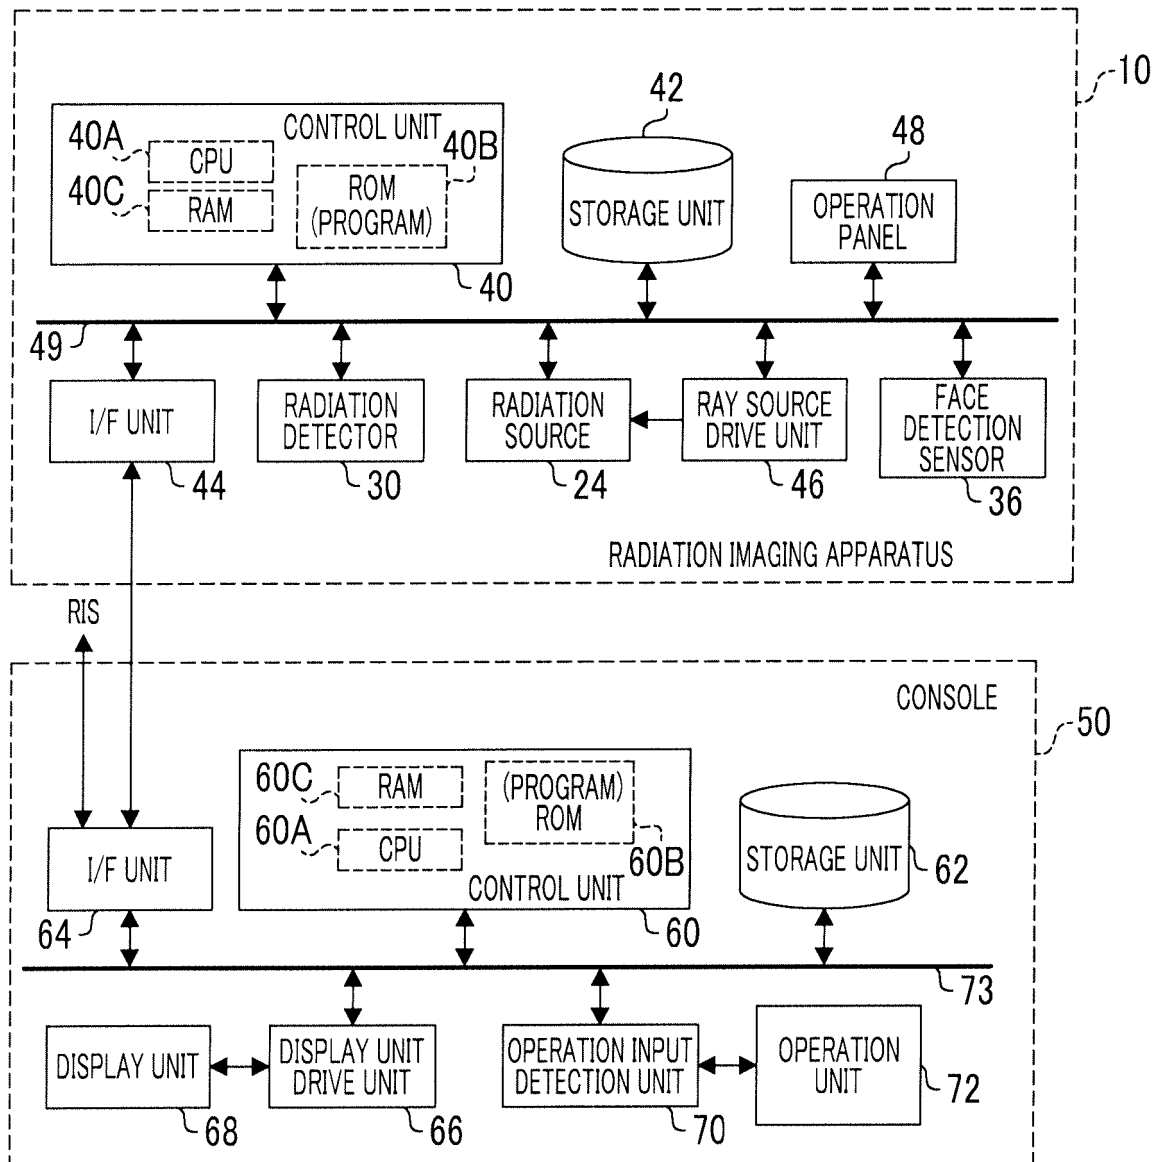 10
CONTROL UNIT
40A
CPU
40B
40C
RAM
ROM
(PROGRAM)
40
42
STORAGE UNIT
48
OPERATION
PANEL
49
I/F UNIT
44
RADIATION
DETECTOR
30
RADIATION
SOURCE
24
RAY SOURCE
DRIVE UNIT
46
FACE
DETECTION
SENSOR
36
RADIATION IMAGING APPARATUS
RIS
CONSOLE
50
60C
RAM
(PROGRAM)
ROM
60A
CPU
60B
CONTROL UNIT
60
STORAGE UNIT
62
I/F UNIT
64
73
DISPLAY UNIT
68
DISPLAY UNIT
DRIVE UNIT
66
OPERATION INPUT
DETECTION UNIT
70
OPERATION
UNIT
72